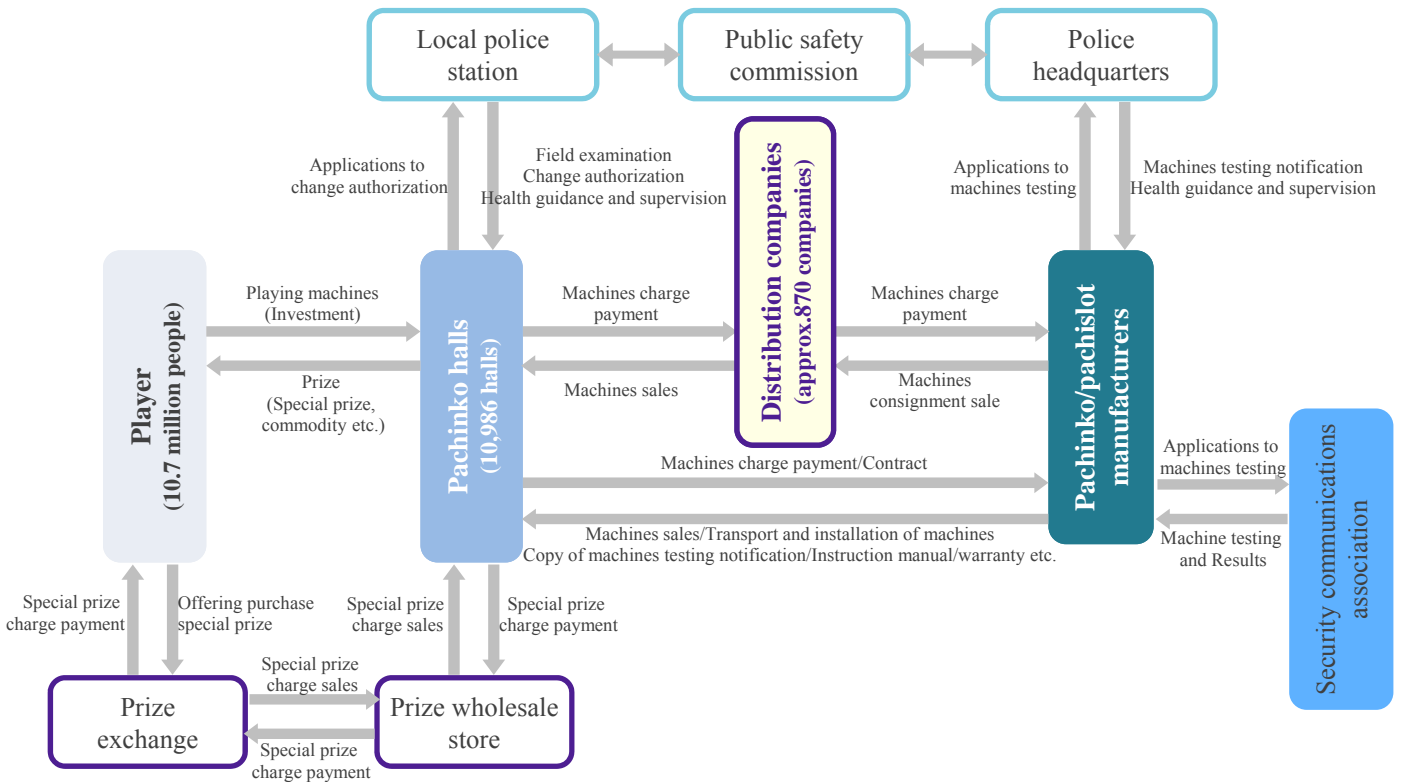 Local police
station
Public safety
commission
Police
headquarters
Applications to
change authorization
Field examination
Change authorization
Health guidance and supervision
Distribution companies
(approx.870 companies)
Applications to
machines testing
Machines testing notification
Health guidance and supervision
Player
(10.7 million people)
Playing machines
(Investment)
Prize
(Special prize,
commodity etc.)
Pachinko halls
(10,986 halls)
Machines charge
payment
Machines sales
Machines charge
payment
Machines
consignment sale
Pachinko/pachislot
manufacturers
Machines charge payment/Contract
Machines sales/Transport and installation of machines
Copy of machines testing notification/Instruction manual/warranty etc.
Applications to
machines testing
Machine testing
and Results
Security communications
association
Special prize
charge payment
Offering purchase
special prize
Special prize
charge sales
Special prize
charge payment
Prize
exchange
Special prize
charge sales
Special prize
charge payment
Prize wholesale
store